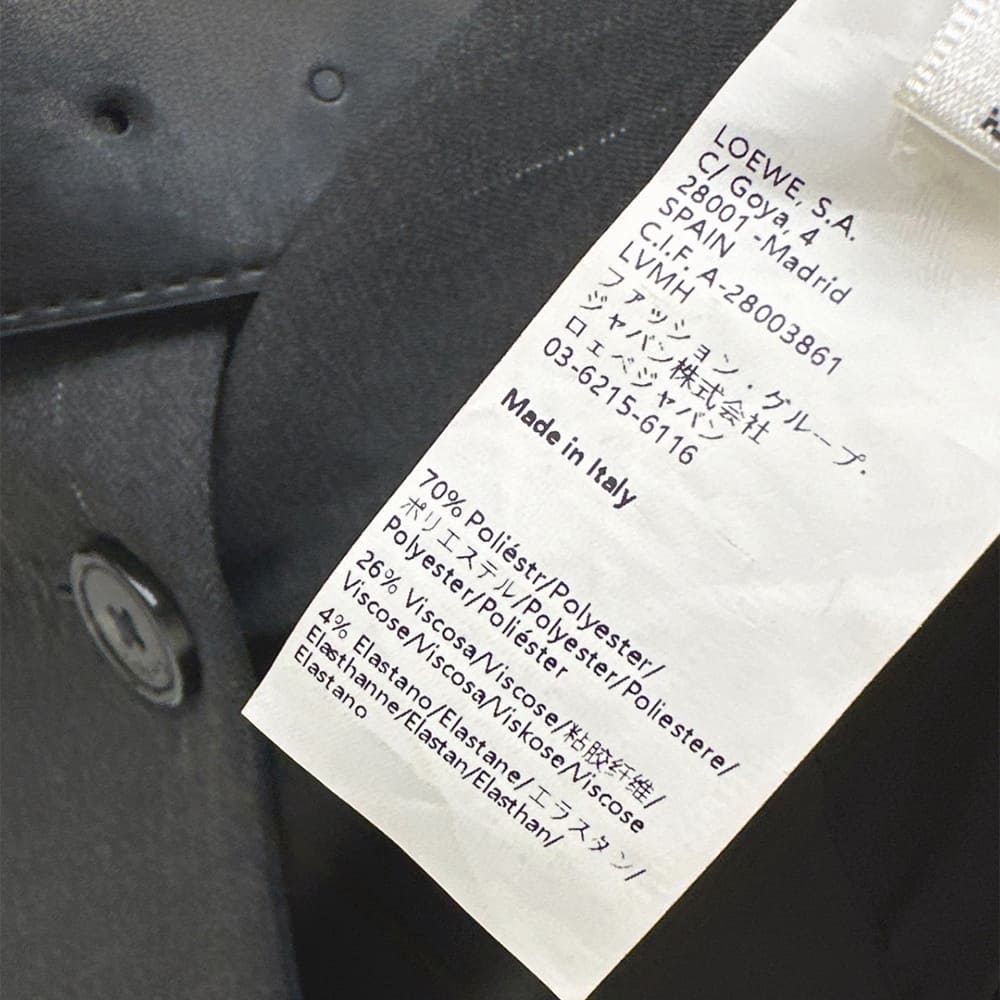 LOEWE, S.A.
C/ Goya, 4
28001 -Madrid
SPAIN
C.I.F. A-28003861
LVMH
ファッション・グループ.
ジャパン株式会社
ロエベジャパン
03-6215-6116
Made in Italy
70% Poliéstr/Polyester/
ポリエステル/Polyester/Poliestere/
Polyester/Poliéster
26% Viscosa/Viscose/粘胶纤维/
Viscose/Viscosa/Viskose/Viscose
4% Elastano/Elastane/エラスタン/
Elasthanne/Elastan/Elasthan/
Elastano